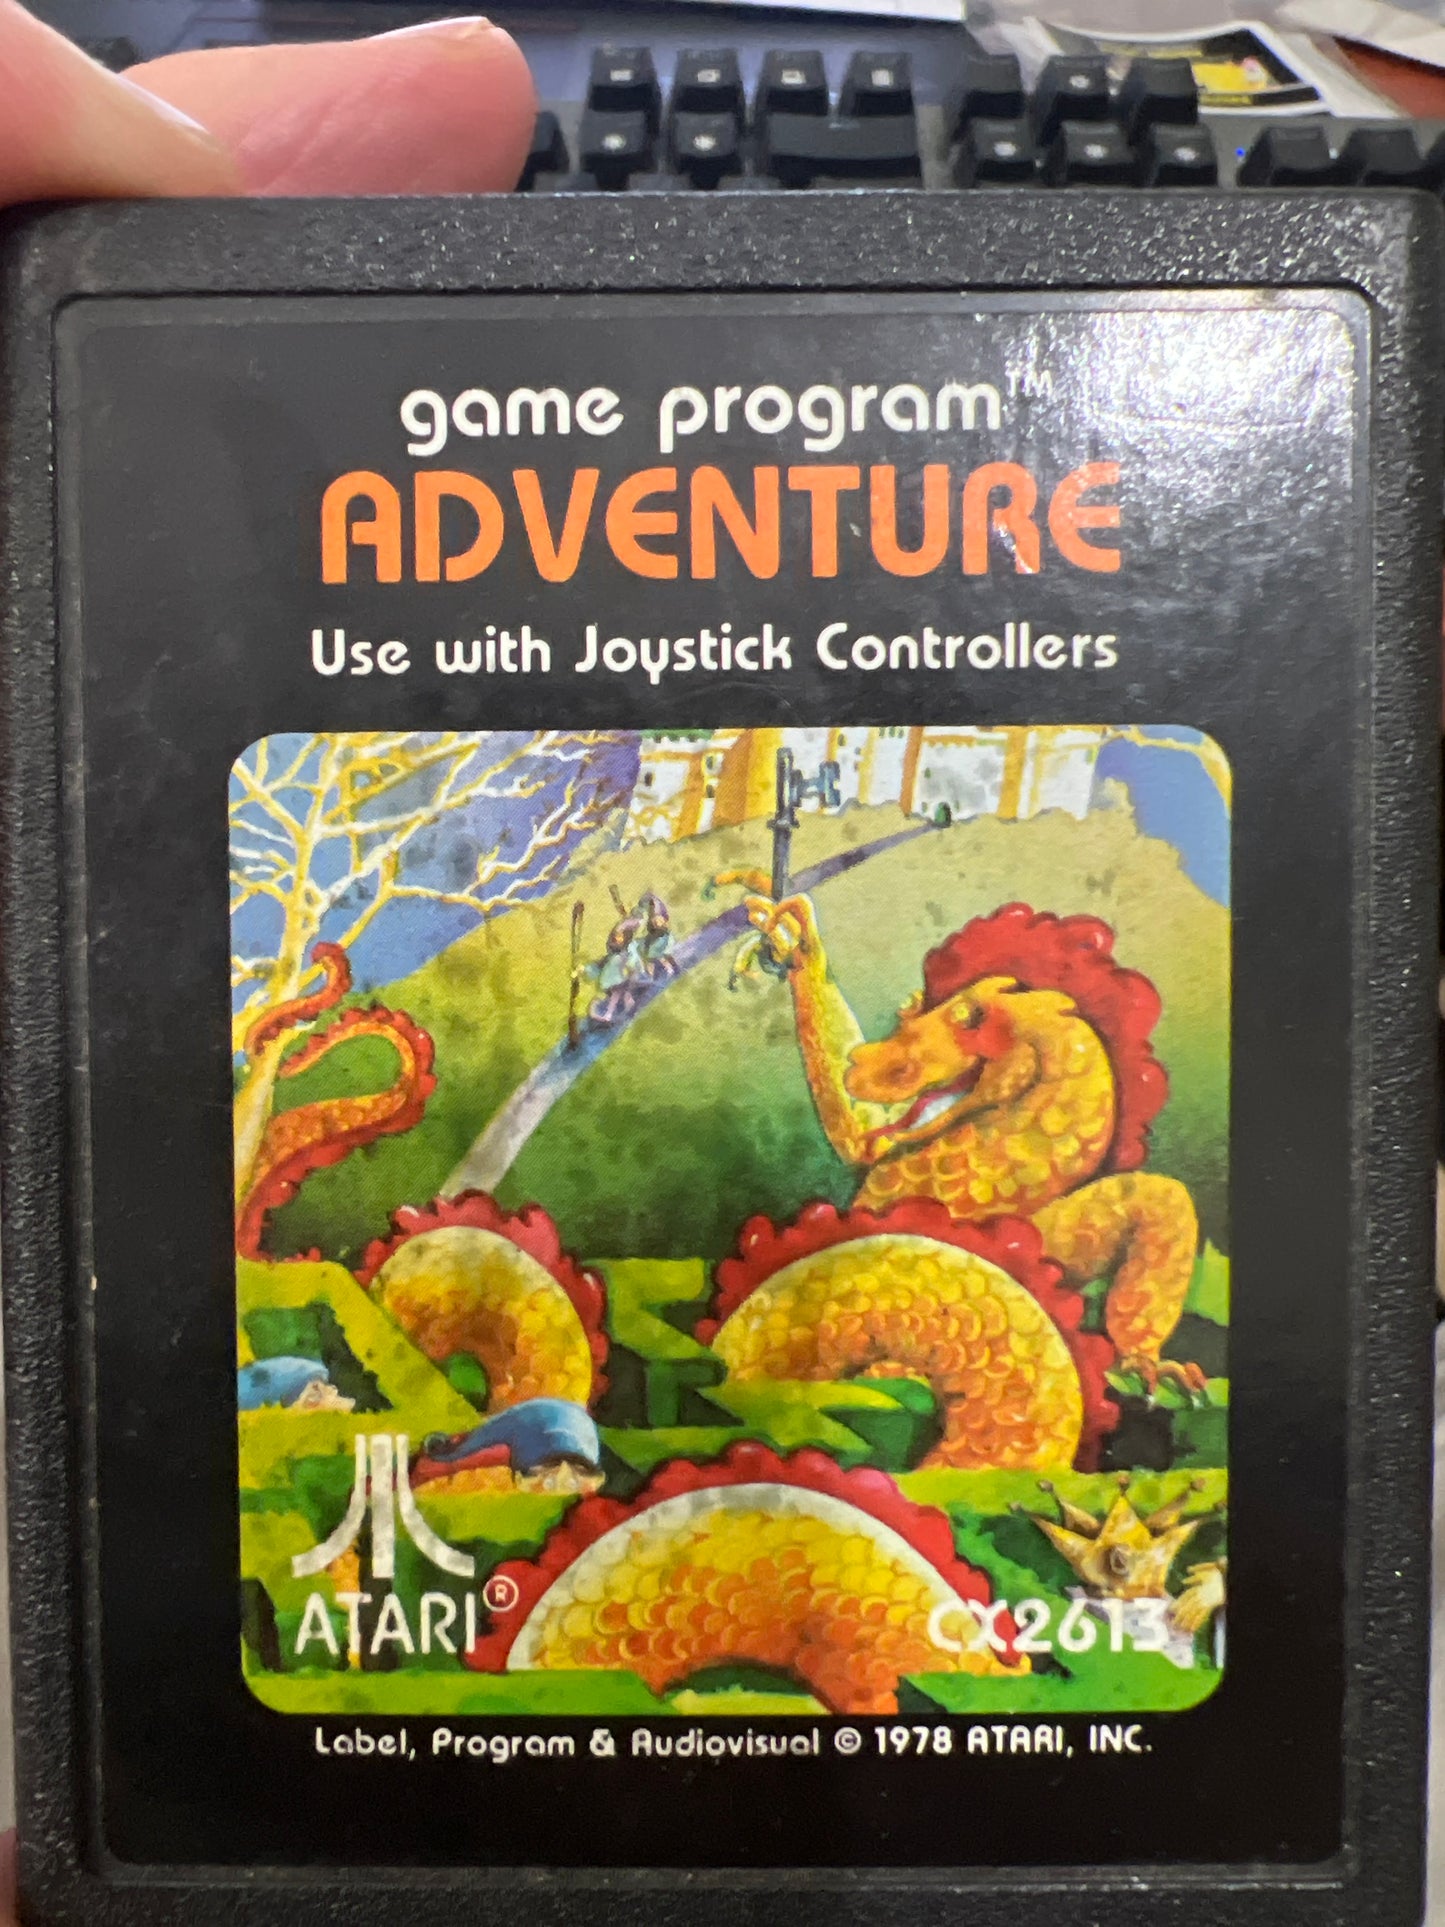 game program™
ADVENTURE
Use with Joystick Controllers
ATARI®
CX2613
Label, Program & Audiovisual © 1978 ATARI, INC.